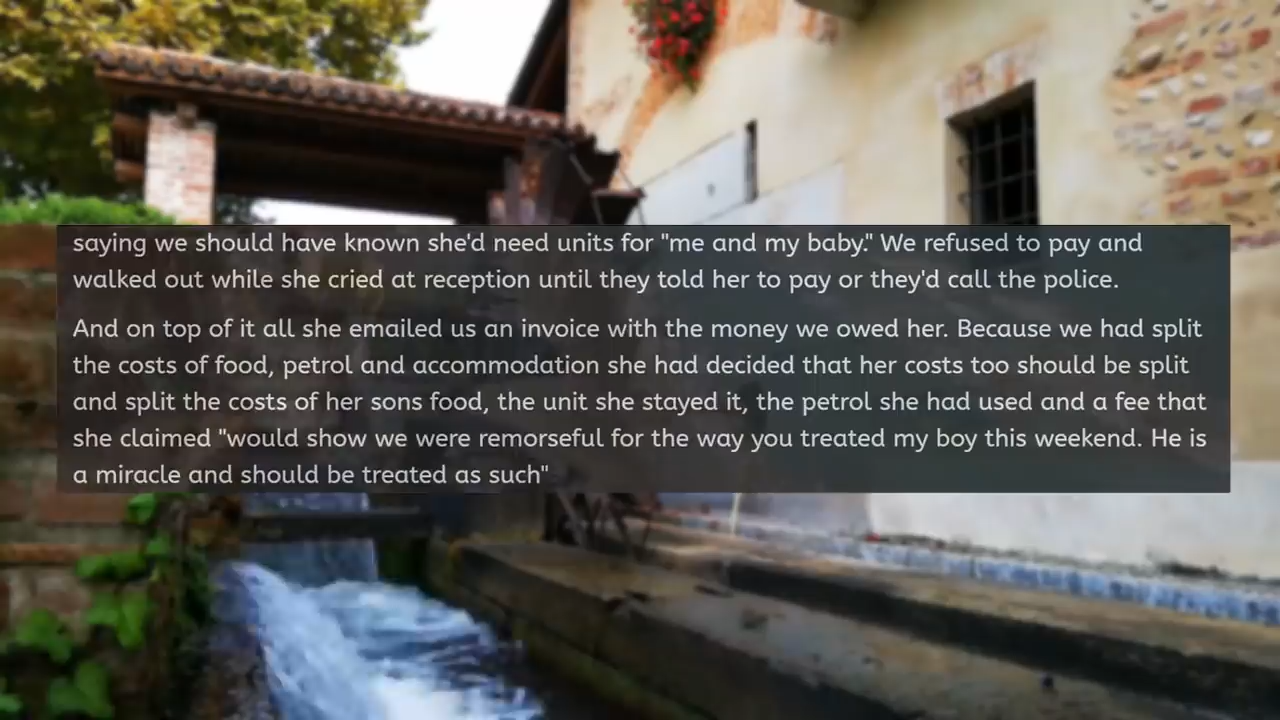 saying we should have known she'd need units for "me and my baby." We refused to pay and
walked out while she cried at reception until they told her to pay or they'd call the police.
And on top of it all she emailed us an invoice with the money we owed her. Because we had split
the costs of food, petrol and accommodation she had decided that her costs too should be split
and split the costs of her sons food, the unit she stayed it, the petrol she had used and a fee that
she claimed "would show we were remorseful for the way you treated my boy this weekend. He is
a miracle and should be treated as such"